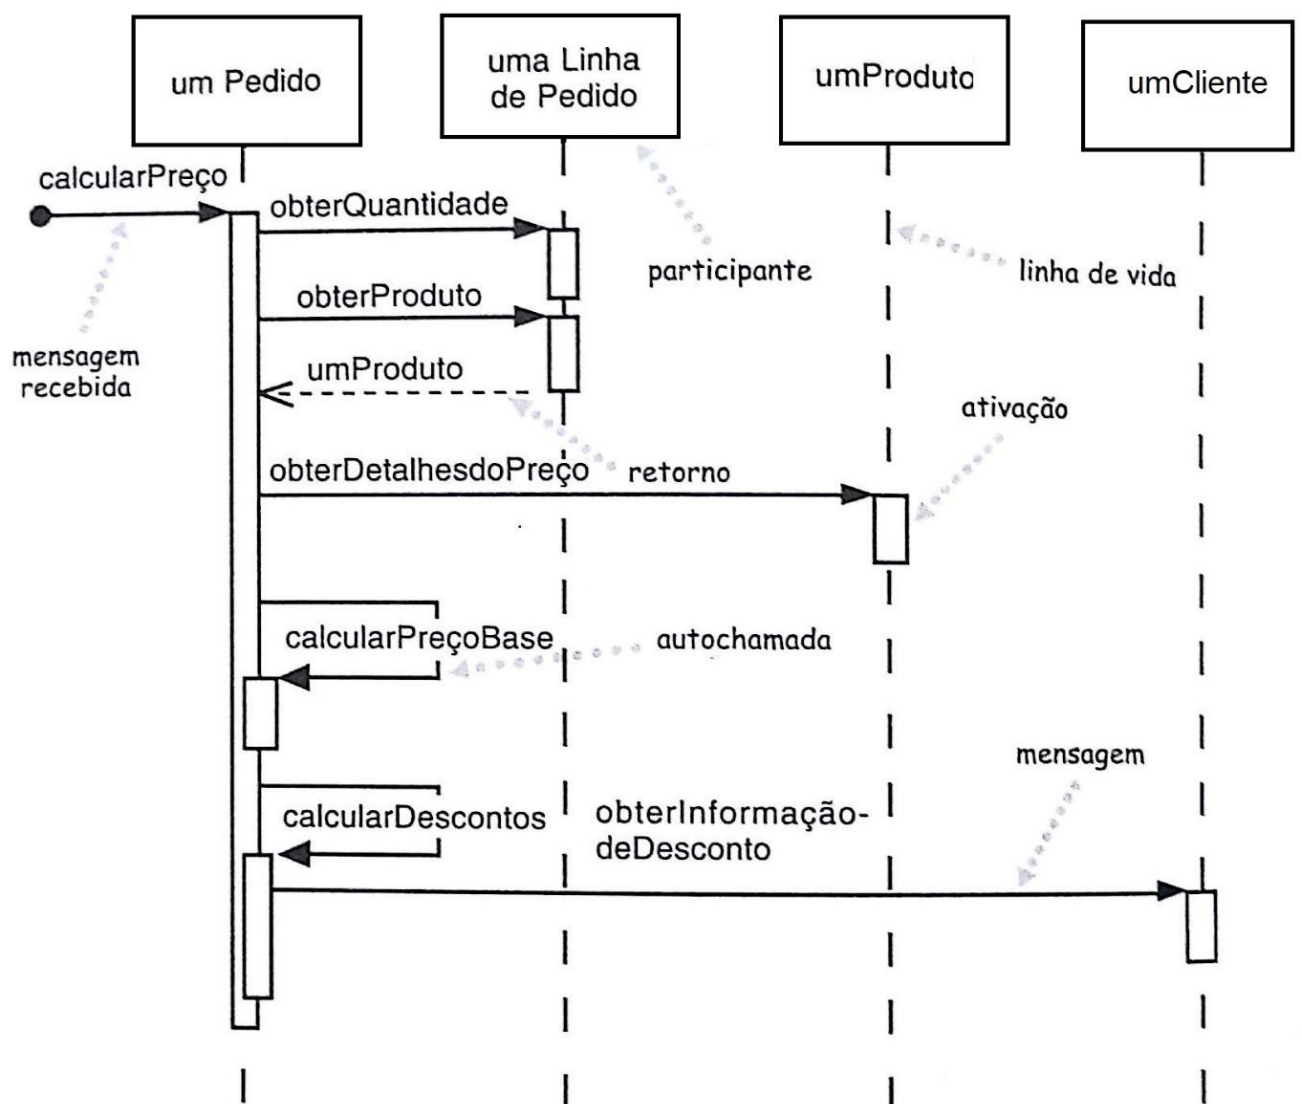 um Pedido
uma Linha
de Pedido
umProduto
umCliente
calcularPreço
obterQuantidade
participante
linha de vida
obterProduto
mensagem
recebida
umProduto
ativação
obterDetalhesdoPreço
retorno
calcularPreçoBase
autochamada
mensagem
calcularDescontos
obterInformação-
deDesconto